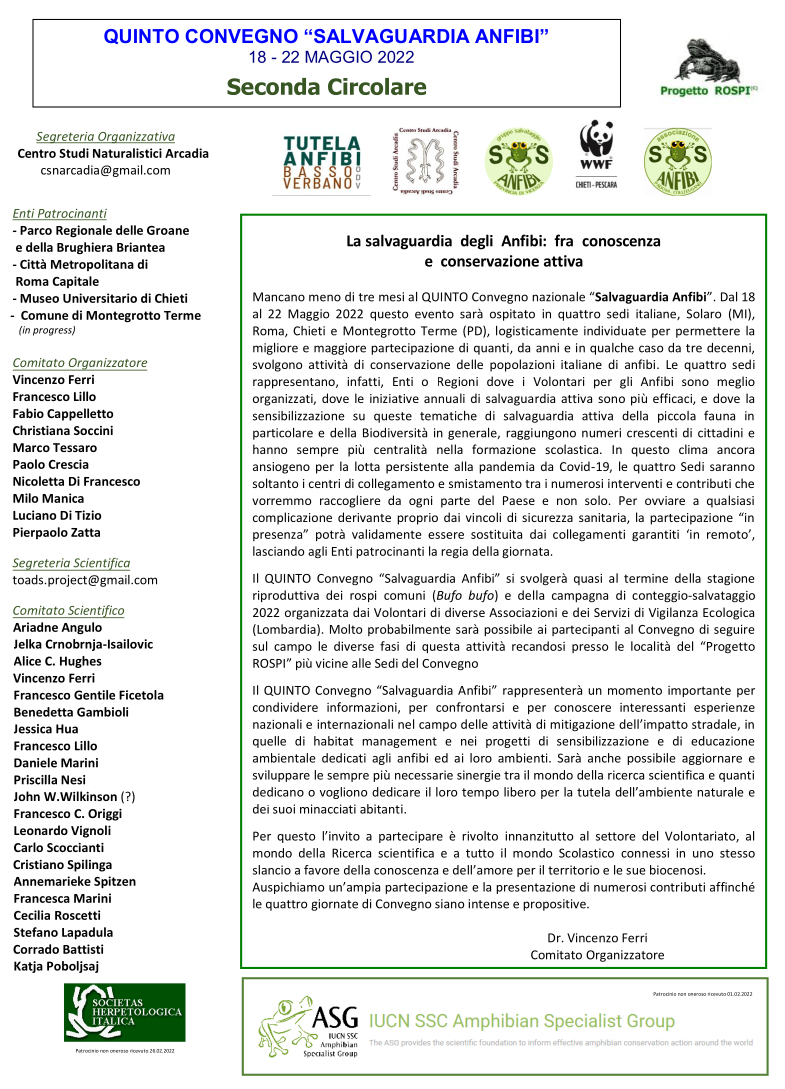 QUINTO CONVEGNO “SALVAGUARDIA ANFIBI”
18 - 22 MAGGIO 2022
Seconda Circolare
Progetto ROSPI(C)
Segreteria Organizzativa
Centro Studi Naturalistici Arcadia
csnarcadia@gmail.com
TUTELA
ANFIBI
BASSO
VERBANO
ODV
Centro Studi Arcadia
Centro Studi Arcadia
Centro Studi Arcadia
Centro Studi Arcadia
gruppo salvataggio
SOS
ANFIBI
PROVINCIA DI VICENZA
WWF
CHIETI - PESCARA
associazione
SOS
ANFIBI
Enti Patrocinanti
- Parco Regionale delle Groane
e della Brughiera Briantea
- Città Metropolitana di
Roma Capitale
- Museo Universitario di Chieti
- Comune di Montegrotto Terme
(in progress)
Comitato Organizzatore
Vincenzo Ferri
Francesco Lillo
Fabio Cappelletto
Christiana Soccini
Marco Tessaro
Paolo Crescia
Nicoletta Di Francesco
Milo Manica
Luciano Di Tizio
Pierpaolo Zatta
Segreteria Scientifica
toads.project@gmail.com
Comitato Scientifico
Ariadne Angulo
Jelka Crnobrnja-Isailovic
Alice C. Hughes
Vincenzo Ferri
Francesco Gentile Ficetola
Benedetta Gambioli
Jessica Hua
Francesco Lillo
Daniele Marini
Priscilla Nesi
John W.Wilkinson (?)
Francesco C. Origgi
Leonardo Vignoli
Carlo Scoccianti
Cristiano Spilinga
Annemarieke Spitzen
Francesca Marini
Cecilia Roscetti
Stefano Lapadula
Corrado Battisti
Katja Poboljsaj
SOCIETAS
HERPETOLOGICA
ITALICA
Patrocinio non oneroso ricevuto 26.02.2022
La salvaguardia degli Anfibi: fra conoscenza
e conservazione attiva
Mancano meno di tre mesi al QUINTO Convegno nazionale “Salvaguardia Anfibi”. Dal 18
al 22 Maggio 2022 questo evento sarà ospitato in quattro sedi italiane, Solaro (MI),
Roma, Chieti e Montegrotto Terme (PD), logisticamente individuate per permettere la
migliore e maggiore partecipazione di quanti, da anni e in qualche caso da tre decenni,
svolgono attività di conservazione delle popolazioni italiane di anfibi. Le quattro sedi
rappresentano, infatti, Enti o Regioni dove i Volontari per gli Anfibi sono meglio
organizzati, dove le iniziative annuali di salvaguardia attiva sono più efficaci, e dove la
sensibilizzazione su queste tematiche di salvaguardia attiva della piccola fauna in
particolare e della Biodiversità in generale, raggiungono numeri crescenti di cittadini e
hanno sempre più centralità nella formazione scolastica. In questo clima ancora
ansiogeno per la lotta persistente alla pandemia da Covid-19, le quattro Sedi saranno
soltanto i centri di collegamento e smistamento tra i numerosi interventi e contributi che
vorremmo raccogliere da ogni parte del Paese e non solo. Per ovviare a qualsiasi
complicazione derivante proprio dai vincoli di sicurezza sanitaria, la partecipazione “in
presenza” potrà validamente essere sostituita dai collegamenti garantiti ‘in remoto’,
lasciando agli Enti patrocinanti la regia della giornata.
Il QUINTO Convegno “Salvaguardia Anfibi” si svolgerà quasi al termine della stagione
riproduttiva dei rospi comuni (Bufo bufo) e della campagna di conteggio-salvataggio
2022 organizzata dai Volontari di diverse Associazioni e dei Servizi di Vigilanza Ecologica
(Lombardia). Molto probabilmente sarà possibile ai partecipanti al Convegno di seguire
sul campo le diverse fasi di questa attività recandosi presso le località del “Progetto
ROSPI” più vicine alle Sedi del Convegno
Il QUINTO Convegno “Salvaguardia Anfibi” rappresenterà un momento importante per
condividere informazioni, per confrontarsi e per conoscere interessanti esperienze
nazionali e internazionali nel campo delle attività di mitigazione dell’impatto stradale, in
quelle di habitat management e nei progetti di sensibilizzazione e di educazione
ambientale dedicati agli anfibi ed ai loro ambienti. Sarà anche possibile aggiornare e
sviluppare le sempre più necessarie sinergie tra il mondo della ricerca scientifica e quanti
dedicano o vogliono dedicare il loro tempo libero per la tutela dell’ambiente naturale e
dei suoi minacciati abitanti.
Per questo l’invito a partecipare è rivolto innanzitutto al settore del Volontariato, al
mondo della Ricerca scientifica e a tutto il mondo Scolastico connessi in uno stesso
slancio a favore della conoscenza e dell’amore per il territorio e le sue biocenosi.
Auspichiamo un’ampia partecipazione e la presentazione di numerosi contributi affinché
le quattro giornate di Convegno siano intense e propositive.
Dr. Vincenzo Ferri
Comitato Organizzatore
Patrocinio non oneroso ricevuto 01.02.2022
ASG
IUCN SSC
Amphibian
Specialist Group
IUCN SSC Amphibian Specialist Group
The ASG provides the scientific foundation to inform effective amphibian conservation action around the world